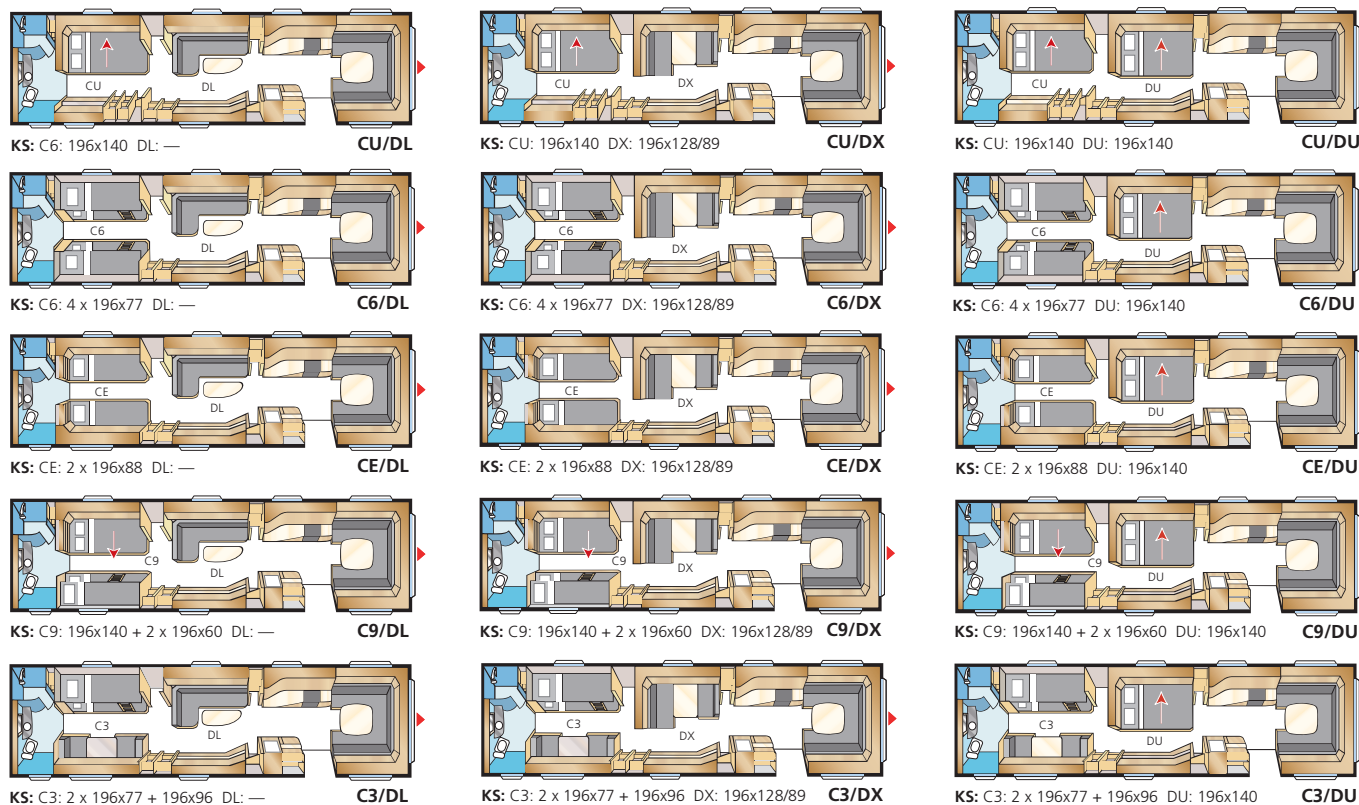 CU DL
KS: C6: 196x140 DL: — CU/DL
CU DX
KS: CU: 196x140 DX: 196x128/89 CU/DX
CU DU
KS: CU: 196x140 DU: 196x140 CU/DU
C6 DL
KS: C6: 4 x 196x77 DL: — C6/DL
C6 DX
KS: C6: 4 x 196x77 DX: 196x128/89 C6/DX
C6 DU
KS: C6: 4 x 196x77 DU: 196x140 C6/DU
CE DL
KS: CE: 2 x 196x88 DL: — CE/DL
CE DX
KS: CE: 2 x 196x88 DX: 196x128/89 CE/DX
CE DU
KS: CE: 2 x 196x88 DU: 196x140 CE/DU
C9 DL
KS: C9: 196x140 + 2 x 196x60 DL: — C9/DL
C9 DX
KS: C9: 196x140 + 2 x 196x60 DX: 196x128/89 C9/DX
C9 DU
KS: C9: 196x140 + 2 x 196x60 DU: 196x140 C9/DU
C3 DL
KS: C3: 2 x 196x77 + 196x96 DL: — C3/DL
C3 DX
KS: C3: 2 x 196x77 + 196x96 DX: 196x128/89 C3/DX
C3 DU
KS: C3: 2 x 196x77 + 196x96 DU: 196x140 C3/DU